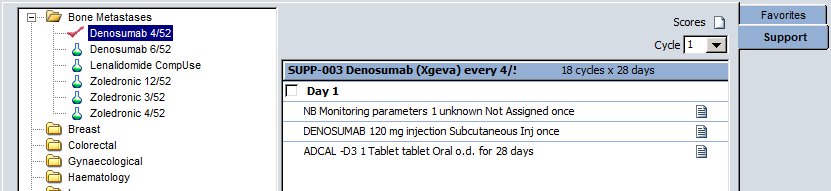 Bone Metastases
Denosumab 4/52
Denosumab 6/52
Lenalidomide CompUse
Zoledronic 12/52
Zoledronic 3/52
Zoledronic 4/52
Breast
Colorectal
Gynaecological
Haematology
Scores
Cycle 1
SUPP-003 Denosumab (Xgeva) every 4/! 18 cycles x 28 days
Day 1
NB Monitoring parameters 1 unknown Not Assigned once
DENOSUMAB 120 mg injection Subcutaneous Inj once
ADCAL -D3 1 Tablet tablet Oral o.d. for 28 days
Favorites
Support